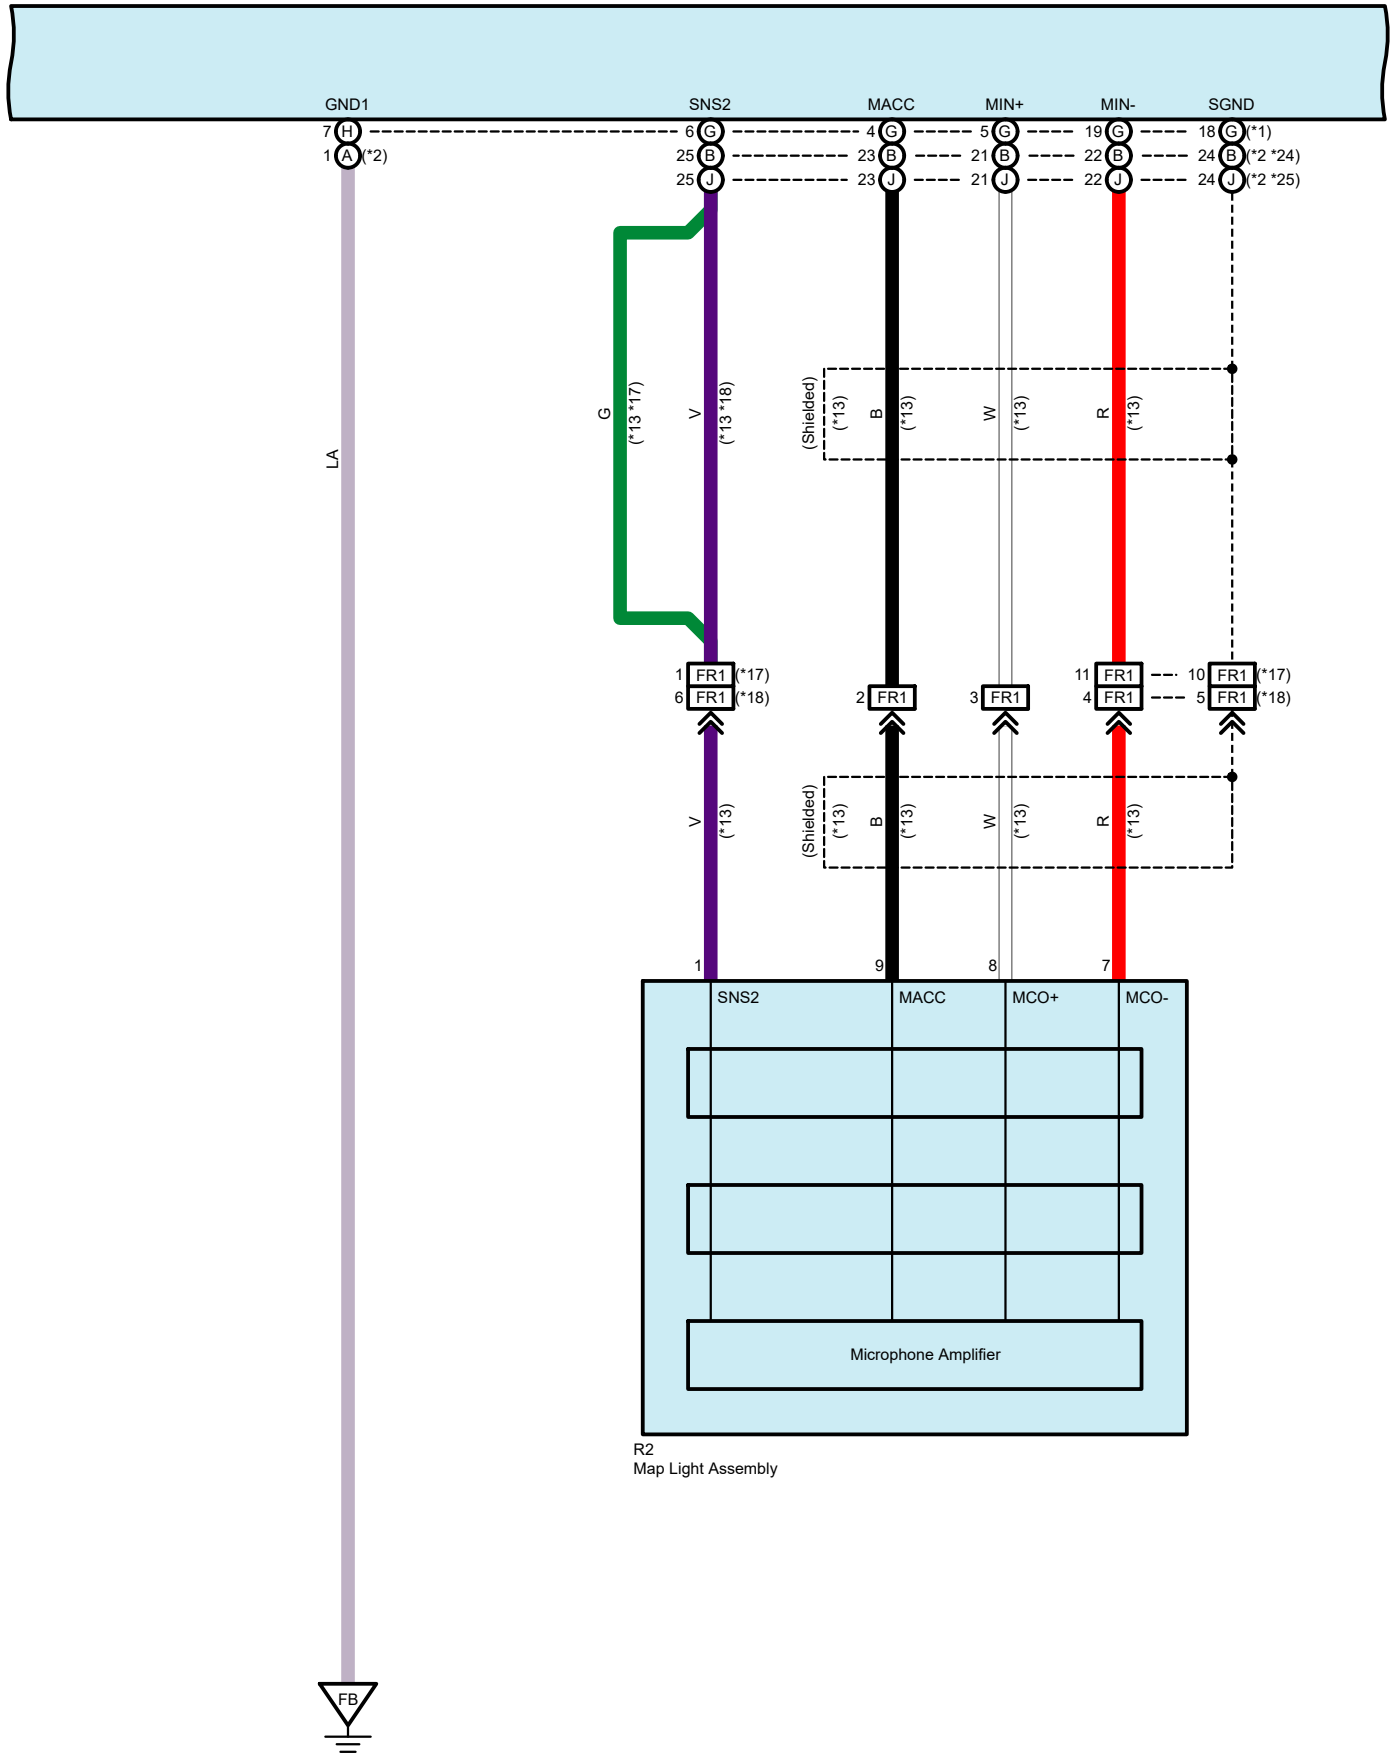 GND1 SNS2 MACC MIN+ MIN- SGND
7 H 6 G 4 G 5 G 19 G 18 G (*1)
1 A (*2) 25 B 23 B 21 B 22 B 24 B (*2 *24)
25 J 23 J 21 J 22 J 24 J (*2 *25)
LA
G
(*13 *17)
V
(*13 *18)
(Shielded)
(*13)
B
(*13)
W
(*13)
R
(*13)
1 FR1 (*17) 11 FR1 10 FR1 (*17)
6 FR1 (*18) 2 FR1 3 FR1 4 FR1 5 FR1 (*18)
V
(*13)
(Shielded)
(*13)
B
(*13)
W
(*13)
R
(*13)
1 9 8 7
SNS2 MACC MCO+ MCO-
Microphone Amplifier
R2
Map Light Assembly
FB